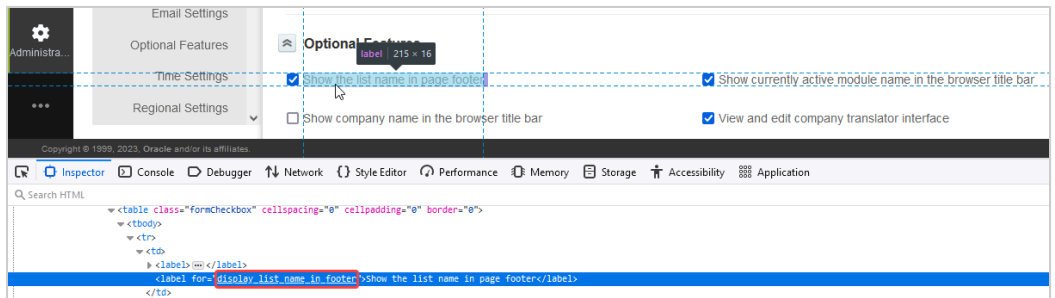 Email Settings
Administra...
Optional Features
Optional Features
label 215 × 16
Time Settings
Show the list name in page footer
Show currently active module name in the browser title bar
Regional Settings
Show company name in the browser title bar
View and edit company translator interface
Copyright © 1999, 2023, Oracle and/or its affiliates.
Inspector Console Debugger Network {} Style Editor Performance Memory Storage Accessibility Application
Search HTML
<table class="formCheckbox" cellspacing="0" cellpadding="0" border="0">
<tbody>
<tr>
<td>
<label>...</label>
<label for="display_list_name_in_footer">Show the list name in page footer</label>
</td>